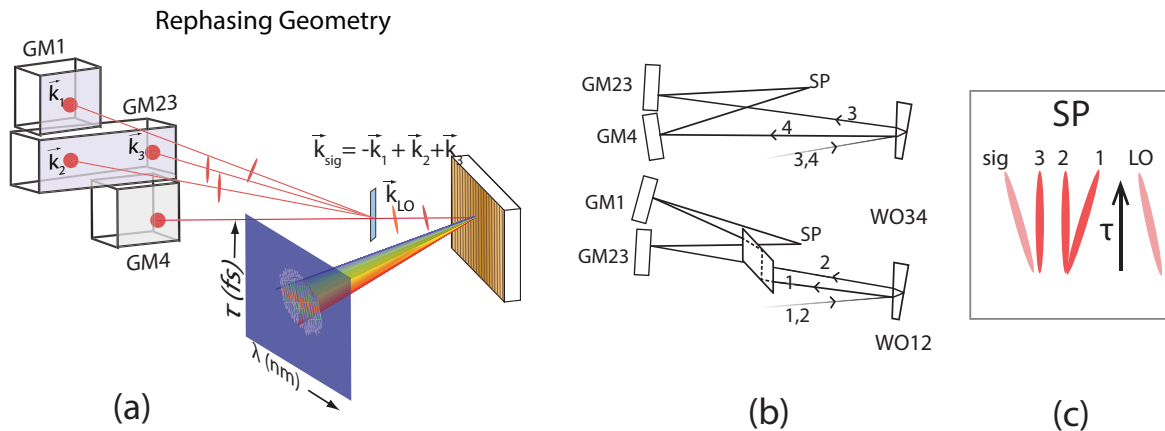 Rephasing Geometry
GM1
k1
GM23
k2
k3
ksig= -k1 + k2 +k3
kLO
GM4
τ (fs)
λ (nm)
(a)
GM23
SP
3
GM4
4
3,4
WO34
GM1
GM23
SP
2
1
1,2
WO12
(b)
SP
sig 3 2 1 LO
τ
(c)